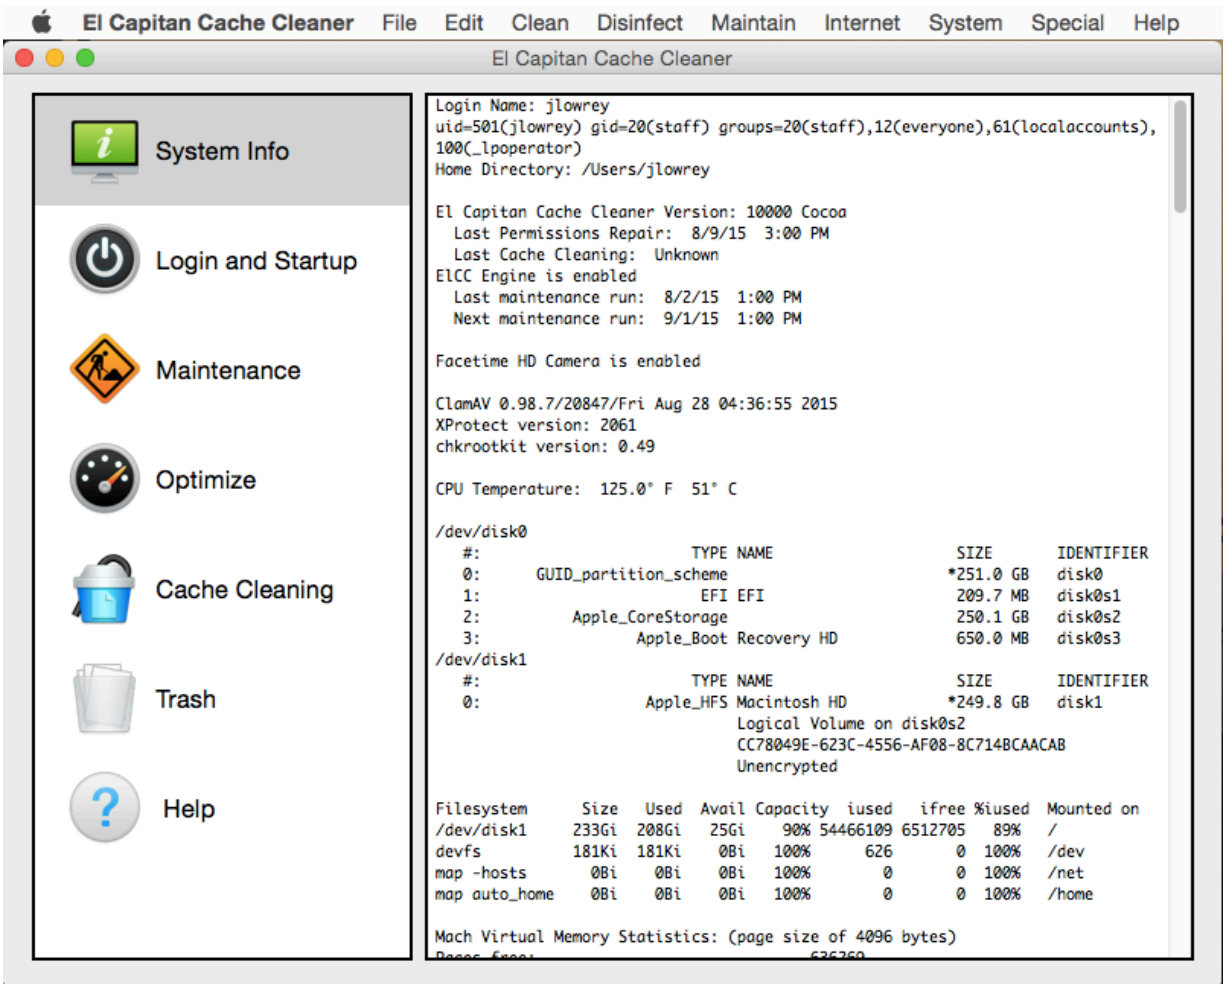 El Capitan Cache Cleaner File Edit Clean Disinfect Maintain Internet System Special Help
El Capitan Cache Cleaner
System Info
Login and Startup
Maintenance
Optimize
Cache Cleaning
Trash
Help
Login Name: jlowrey
uid=501(jlowrey) gid=20(staff) groups=20(staff),12(everyone),61(localaccounts),
100(_lpoperator)
Home Directory: /Users/jlowrey
El Capitan Cache Cleaner Version: 10000 Cocoa
Last Permissions Repair: 8/9/15 3:00 PM
Last Cache Cleaning: Unknown
ElCC Engine is enabled
Last maintenance run: 8/2/15 1:00 PM
Next maintenance run: 9/1/15 1:00 PM
Facetime HD Camera is enabled
ClamAV 0.98.7/20847/Fri Aug 28 04:36:55 2015
XProtect version: 2061
chkrootkit version: 0.49
CPU Temperature: 125.0° F 51° C
/dev/disk0
#: TYPE NAME SIZE IDENTIFIER
0: GUID_partition_scheme *251.0 GB disk0
1: EFI EFI 209.7 MB disk0s1
2: Apple_CoreStorage 250.1 GB disk0s2
3: Apple_Boot Recovery HD 650.0 MB disk0s3
/dev/disk1
#: TYPE NAME SIZE IDENTIFIER
0: Apple_HFS Macintosh HD *249.8 GB disk1
Logical Volume on disk0s2
CC78049E-623C-4556-AF08-8C714BCAACAB
Unencrypted
Filesystem Size Used Avail Capacity iused ifree %iused Mounted on
/dev/disk1 233Gi 208Gi 25Gi 90% 54466109 6512705 89% /
devfs 181Ki 181Ki 0Bi 100% 626 0 100% /dev
map -hosts 0Bi 0Bi 0Bi 100% 0 0 100% /net
map auto_home 0Bi 0Bi 0Bi 100% 0 0 100% /home
Mach Virtual Memory Statistics: (page size of 4096 bytes)
Pages free: 636269